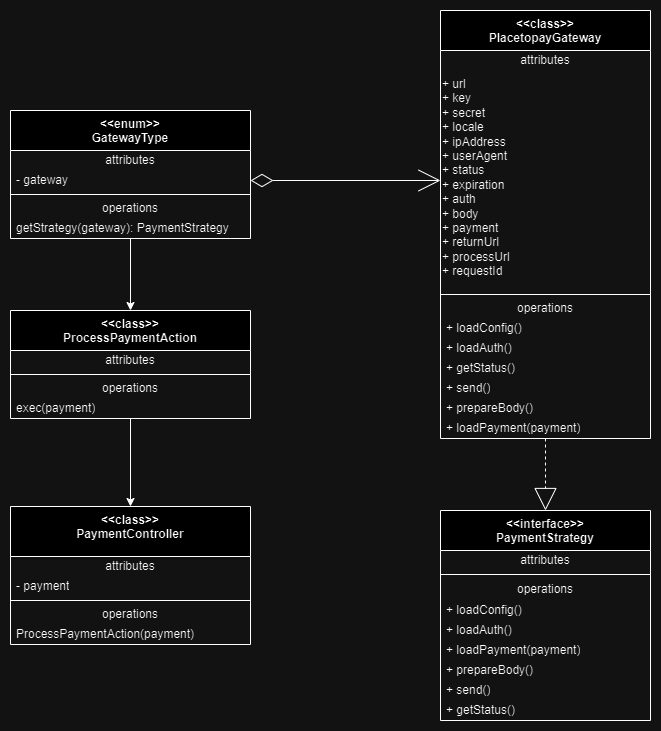 <<class>>
PlacetopayGateway
attributes
+ url
+ key
+ secret
+ locale
+ ipAddress
+ userAgent
+ status
+ expiration
+ auth
+ body
+ payment
+ returnUrl
+ processUrl
+ requestId
operations
+ loadConfig()
+ loadAuth()
+ getStatus()
+ send()
+ prepareBody()
+ loadPayment(payment)
<<enum>>
GatewayType
attributes
- gateway
operations
getStrategy(gateway): PaymentStrategy
<<class>>
ProcessPaymentAction
attributes
operations
exec(payment)
<<class>>
PaymentController
attributes
- payment
operations
ProcessPaymentAction(payment)
<<interface>>
PaymentStrategy
attributes
operations
+ loadConfig()
+ loadAuth()
+ loadPayment(payment)
+ prepareBody()
+ send()
+ getStatus()